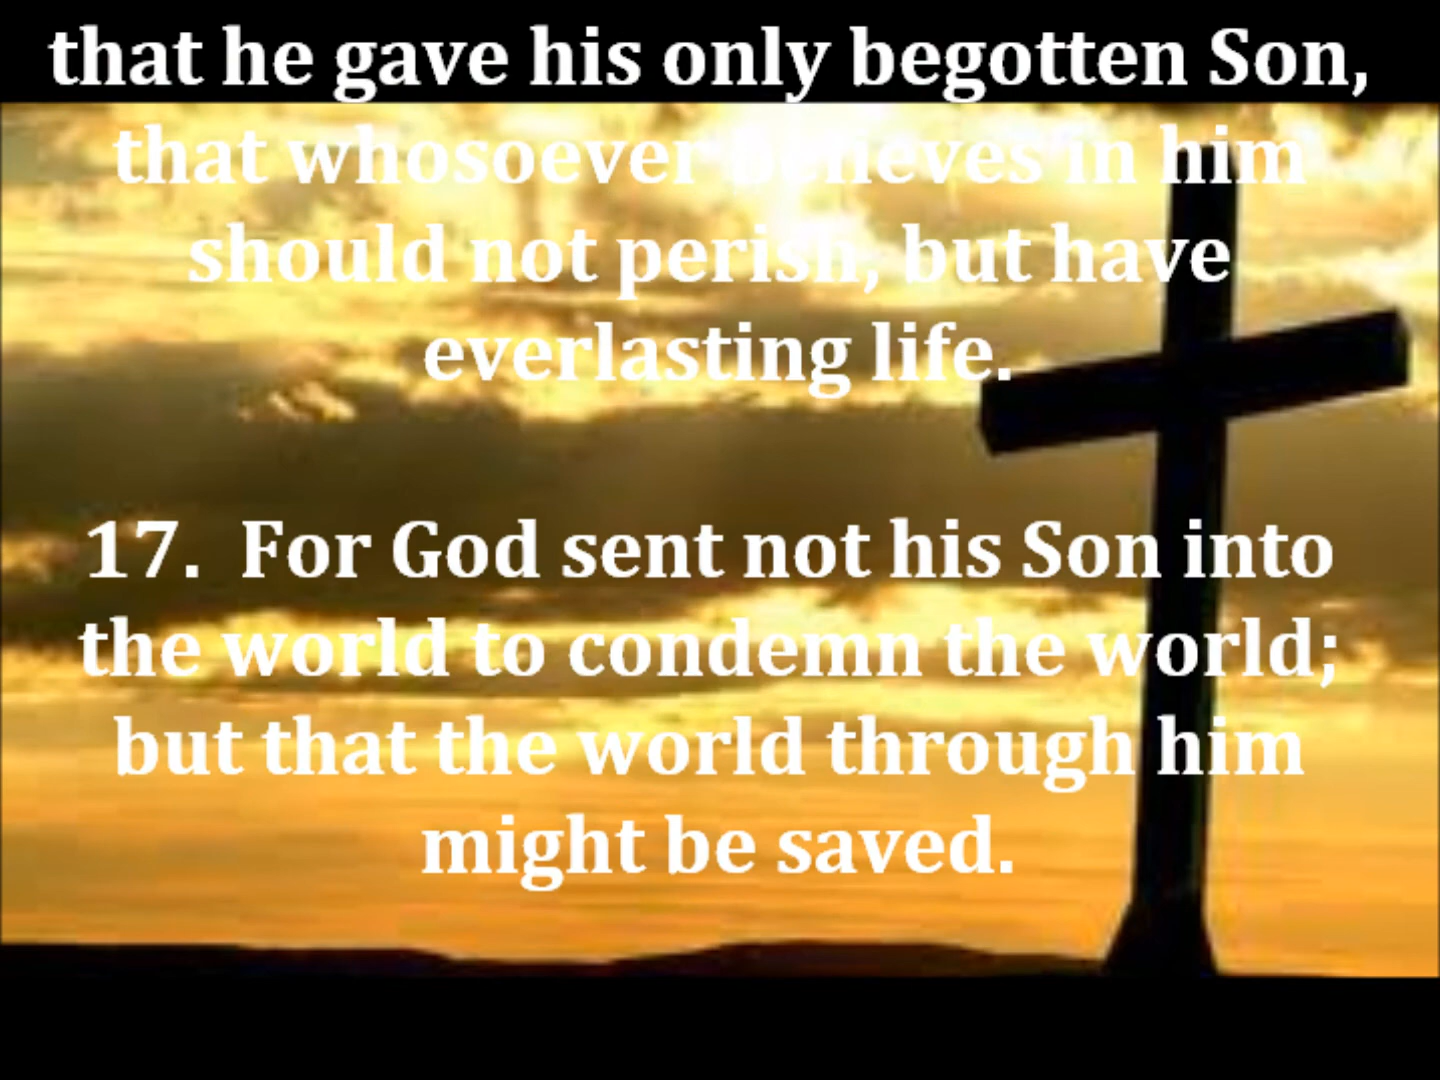 that he gave his only begotten Son,
that whosoever believes in him
should not perish, but have
everlasting life.
17. For God sent not his Son into
the world to condemn the world;
but that the world through him
might be saved.